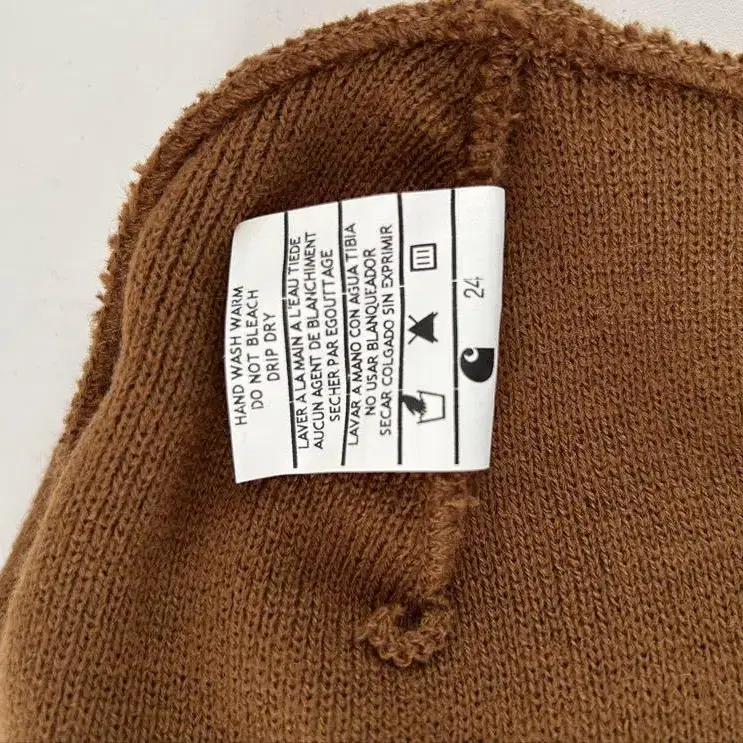 HAND WASH WARM
DO NOT BLEACH
DRIP DRY
LAVER A LA MAIN A L'EAU TIEDE
AUCUN AGENT DE BLANCHIMENT
SECHER PAR EGOUTTAGE
LAVAR A MANO CON AGUA TIBIA
NO USAR BLANQUEADOR
SECAR COLGADO SIN EXPRIMIR
24